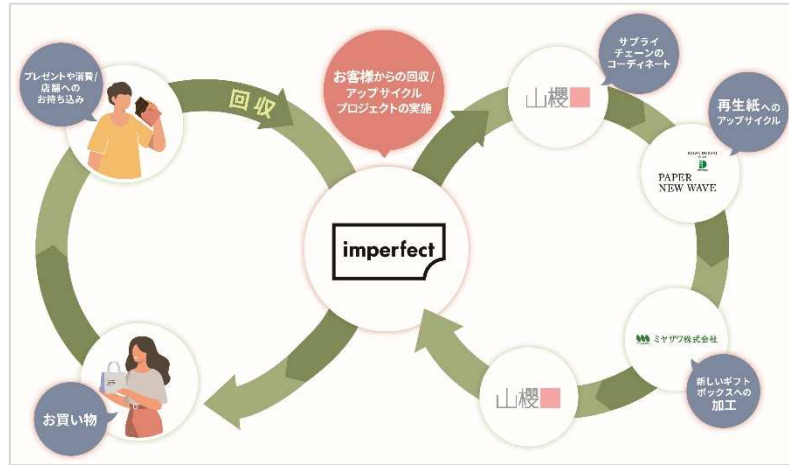 プレゼントや消費/
店舗への
お持ち込み
回収
お客様からの回収/
アップサイクル
プロジェクトの実施
サプライ
チェーンの
コーディネート
山櫻
再生紙への
アップサイクル
PAPER
NEW WAVE
imperfect
ミヤザワ株式会社
新しいギフト
ボックスへの
加工
山櫻
お買い物